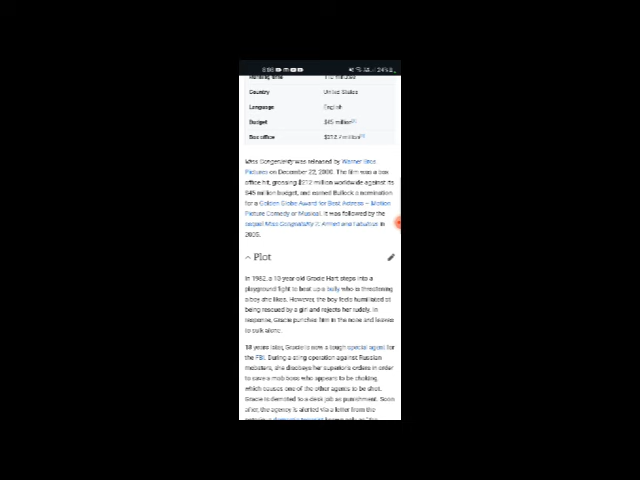 Running time 110 minutes
Country United States
Language English
Budget $45 million
Box office
Miss Congeniality was released by Warner Bros.
Pictures on December 22, 2000. The film was a box
office hit, grossing $212 million worldwide against its
$45 million budget, and earned Bullock a nomination
for a Golden Globe Award for Best Actress – Motion
Picture Comedy or Musical. It was followed by the
sequel Miss Congeniality 2: Armed and Fabulous in
2005.
Plot
In 1982, a 10 year old Gracie Hart steps into a
playground fight to beat up a bully who is threatening
a boy she likes. However, the boy feels humiliated at
being rescued by a girl and rejects her rudely. In
response, Gracie punches him in the nose and leaves
to sulk alone.
18 years later, Gracie is now a tough special agent for
the FBI. During a sting operation against Russian
mobsters, she disobeys her superior's orders in order
to save a mob boss who appears to be choking,
which causes one of the other agents to be shot.
Gracie is demoted to a desk job as punishment. Soon
after, the agency is alerted via a letter from the